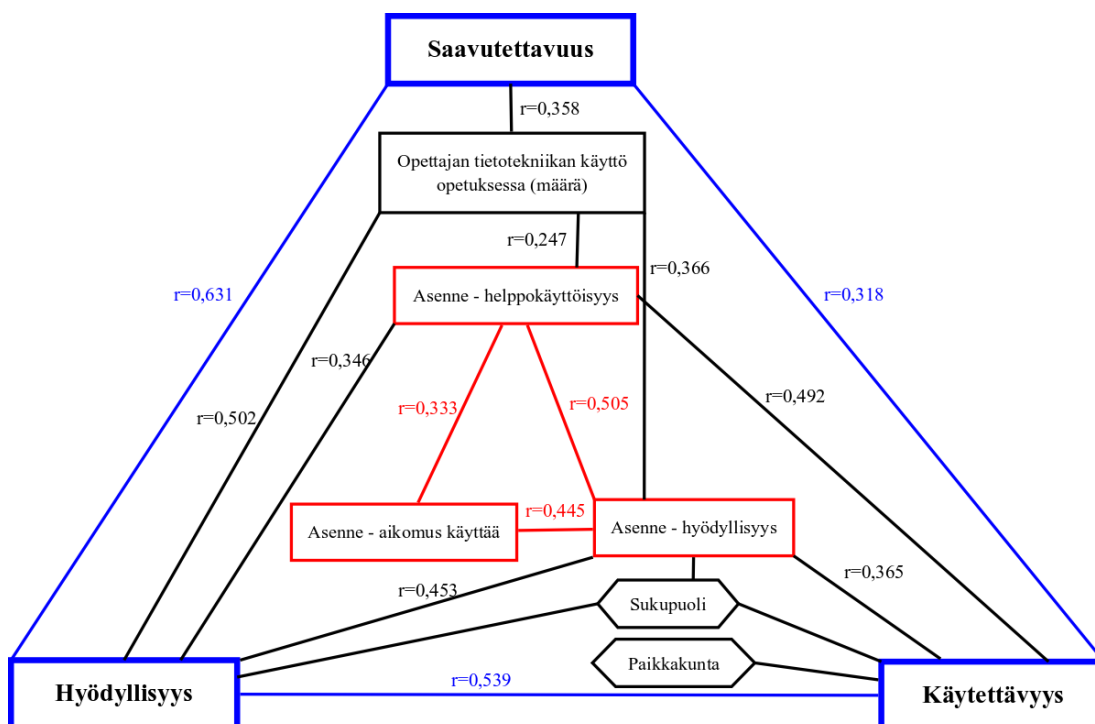 Saavutettavuus
r=0,358
Opettajan tietotekniikan käyttö
opetuksessa (määrä)
r=0,247
r=0,366
r=0,631
Asenne - helppokäyttöisyys
r=0,318
r=0,346
r=0,492
r=0,502
r=0,333
r=0,505
r=0,445
Asenne - aikomus käyttää
Asenne - hyödyllisyys
r=0,365
r=0,453
Sukupuoli
Paikkakunta
Hyödyllisyys
r=0,539
Käytettävyys